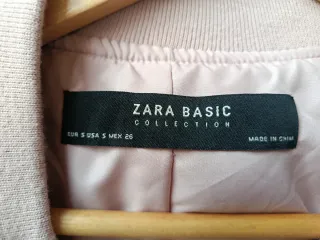 ZARA BASIC
COLLECTION
EUR S USA S MEX 26
MADE IN CHINA